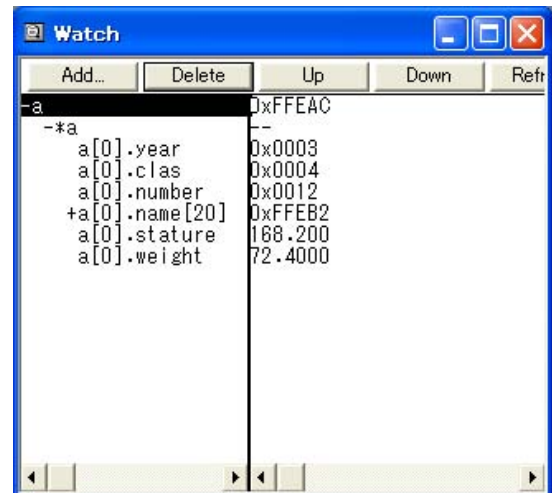 Watch
Add... Delete Up Down Refr
-a 0xFFEAC
-*a --
a[0].year 0x0003
a[0].clas 0x0004
a[0].number 0x0012
+a[0].name[20] 0xFFEB2
a[0].stature 168.200
a[0].weight 72.4000